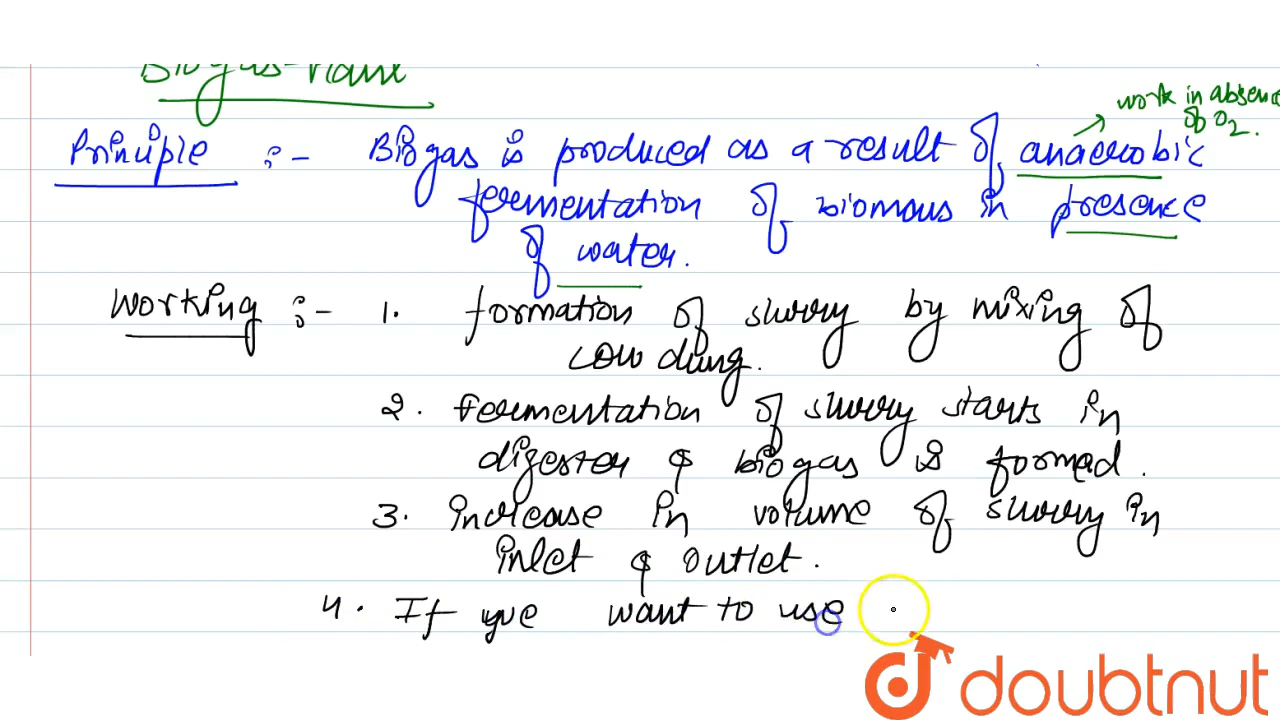 Biogas-Plant
work in absence
of O2.
Principle :- Biogas is produced as a result of anaerobic
fermentation of biomass in presence
of water.
Working :- 1. formation of slurry by mixing of
cow dung.
2. fermentation of slurry starts in
digester & biogas is formed.
3. increase in volume of slurry in
inlet & outlet.
4. If we want to use
doubtnut